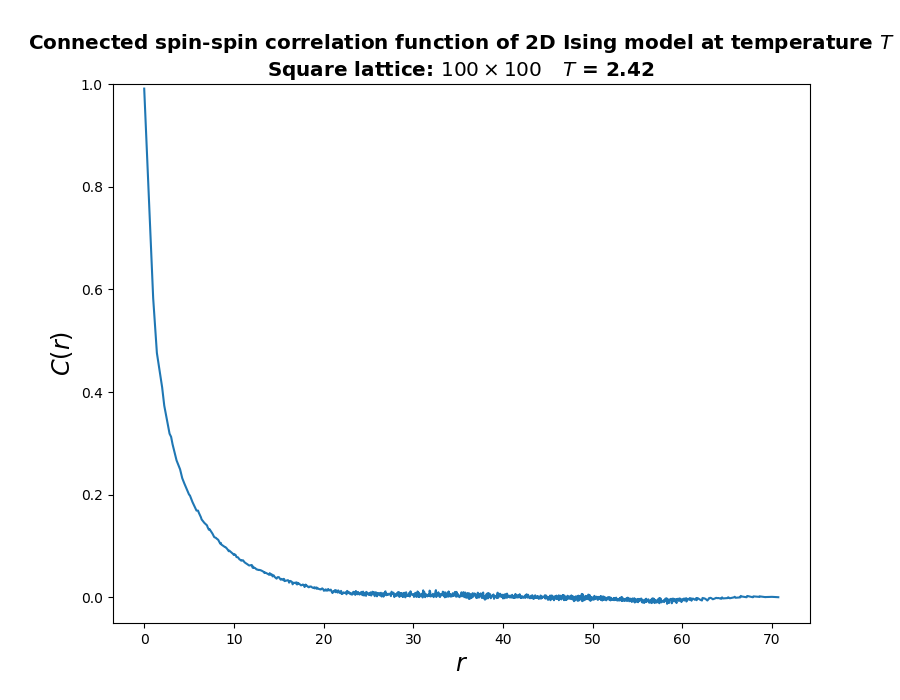 Connected spin-spin correlation function of 2D Ising model at temperature T
Square lattice: 100 × 100 T = 2.42
1.0
0.8
0.6
0.4
0.2
0.0
C(r)
0 10 20 30 40 50 60 70
r